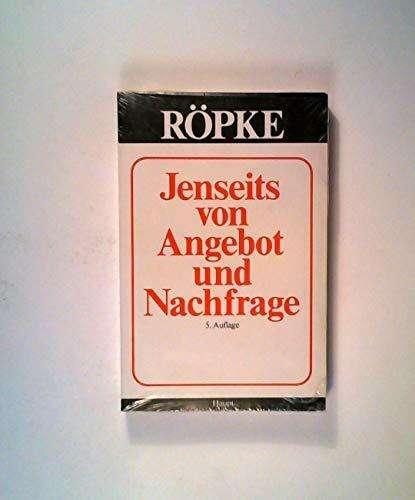 RÖPKE
Jenseits
von
Angebot
und
Nachfrage
5. Auflage
Haupt